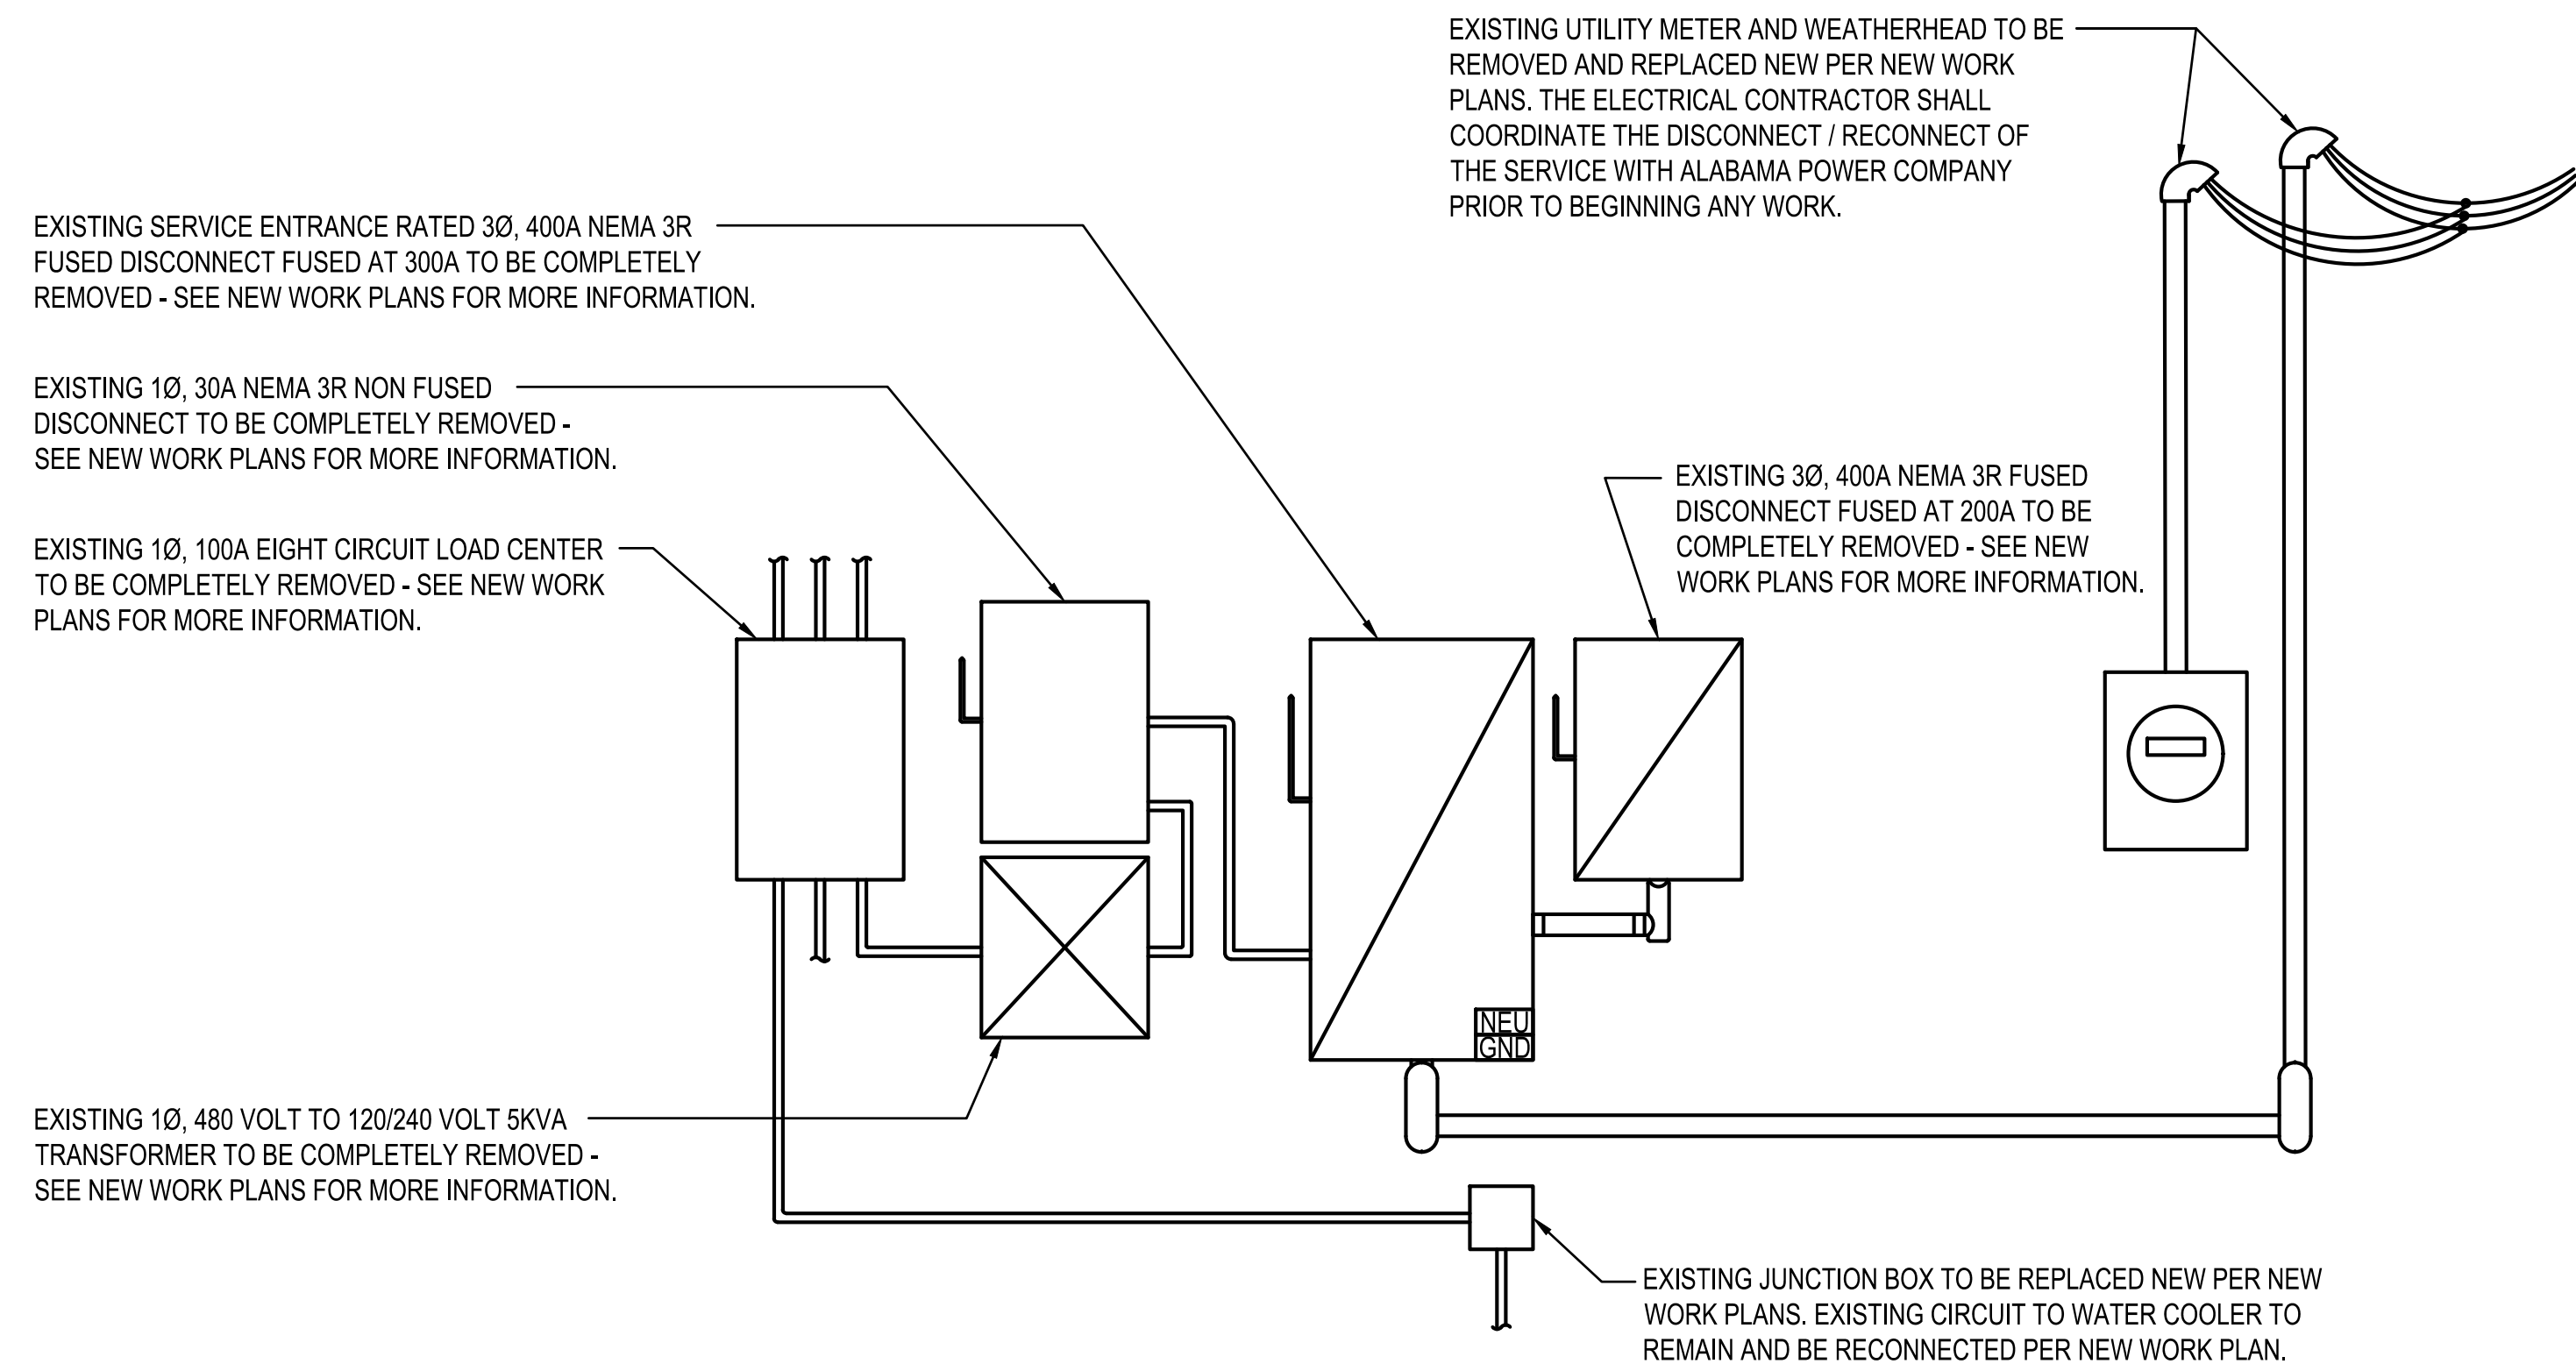 EXISTING UTILITY METER AND WEATHERHEAD TO BE
REMOVED AND REPLACED NEW PER NEW WORK
PLANS. THE ELECTRICAL CONTRACTOR SHALL
COORDINATE THE DISCONNECT / RECONNECT OF
THE SERVICE WITH ALABAMA POWER COMPANY
PRIOR TO BEGINNING ANY WORK.
EXISTING SERVICE ENTRANCE RATED 3Ø, 400A NEMA 3R
FUSED DISCONNECT FUSED AT 300A TO BE COMPLETELY
REMOVED - SEE NEW WORK PLANS FOR MORE INFORMATION.
EXISTING 1Ø, 30A NEMA 3R NON FUSED
DISCONNECT TO BE COMPLETELY REMOVED -
SEE NEW WORK PLANS FOR MORE INFORMATION.
EXISTING 3Ø, 400A NEMA 3R FUSED
DISCONNECT FUSED AT 200A TO BE
COMPLETELY REMOVED - SEE NEW
WORK PLANS FOR MORE INFORMATION.
EXISTING 1Ø, 100A EIGHT CIRCUIT LOAD CENTER
TO BE COMPLETELY REMOVED - SEE NEW WORK
PLANS FOR MORE INFORMATION.
NEU
GND
EXISTING 1Ø, 480 VOLT TO 120/240 VOLT 5KVA
TRANSFORMER TO BE COMPLETELY REMOVED -
SEE NEW WORK PLANS FOR MORE INFORMATION.
EXISTING JUNCTION BOX TO BE REPLACED NEW PER NEW
WORK PLANS. EXISTING CIRCUIT TO WATER COOLER TO
REMAIN AND BE RECONNECTED PER NEW WORK PLAN.